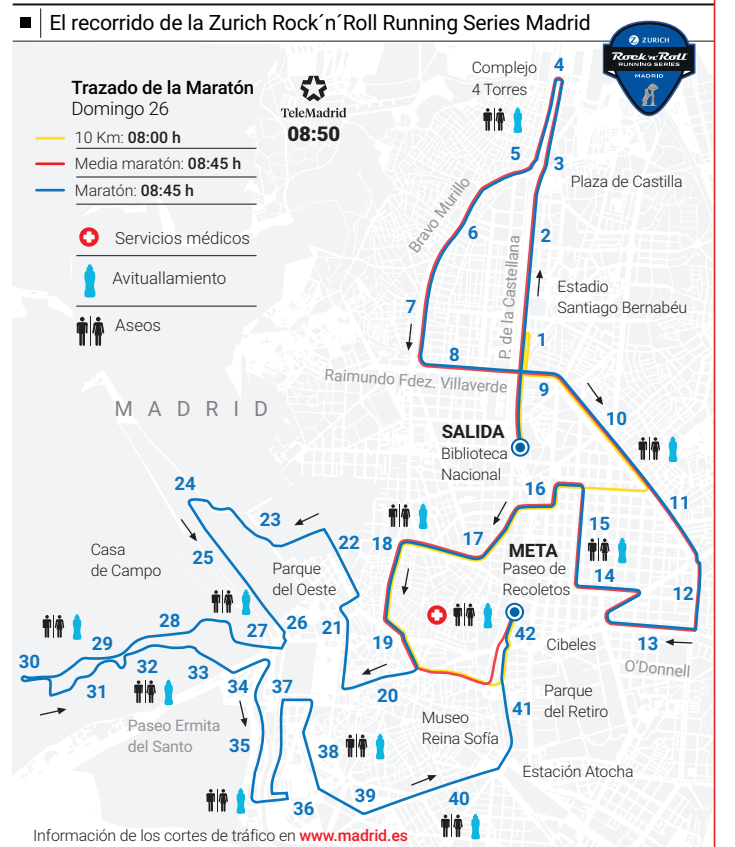 El recorrido de la Zurich Rock´n´Roll Running Series Madrid
ZURICH
Rock'n'Roll
RUNNING SERIES
MADRID
Trazado de la Maratón
Domingo 26
10 Km: 08:00 h
Media maratón: 08:45 h
Maratón: 08:45 h
Servicios médicos
Avituallamiento
Aseos
TeleMadrid
08:50
Complejo
4 Torres
4
5
3
Plaza de Castilla
Bravo Murillo
6
2
P. de la Castellana
Estadio
Santiago Bernabéu
7
1
8
Raimundo Fdez. Villaverde
9
MADRID
10
SALIDA
Biblioteca
Nacional
24
16
11
23
15
22
18
17
25
META
Paseo de
Recoletos
Casa
de Campo
Parque
del Oeste
14
12
28
27
26
21
19
42
Cibeles
13
O'Donnell
30
29
31
32
33
34
37
20
41
Parque
del Retiro
Paseo Ermita
del Santo
Museo
Reina Sofía
35
38
Estación Atocha
36
39
40
Información de los cortes de tráfico en www.madrid.es